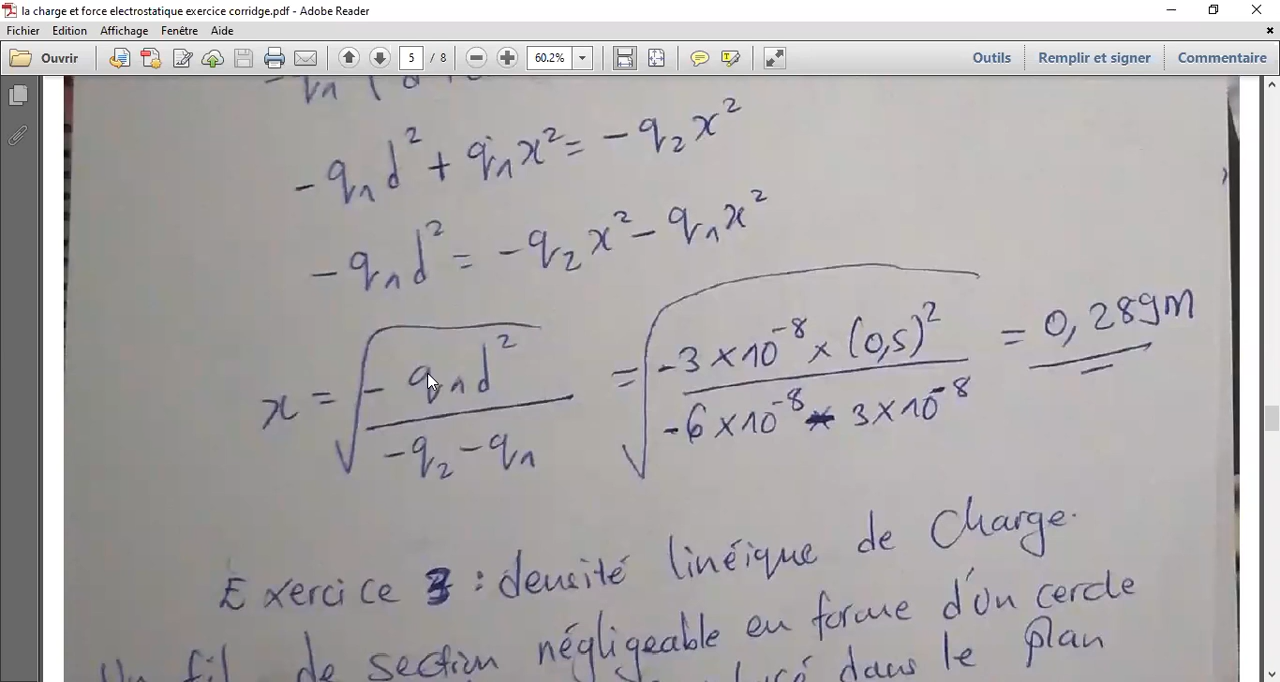 la charge et force electrostatique exercice corridge.pdf - Adobe Reader
Fichier Edition Affichage Fenêtre Aide
Ouvrir 5 / 8 60.2% Outils Remplir et signer Commentaire
- q₁d² + q₁x² = - q₂x²
- q₁d² = - q₂x² - q₁x²
x = √(- q₁d² / - q₂ - q₁) = √(-3×10⁻⁸ × (0,5)² / -6×10⁻⁸ 3×10⁻⁸) = 0,289m
Exercice 3 : densité linéique de Charge.
Un fil de section négligeable en forme d'un cercle
dans le plan